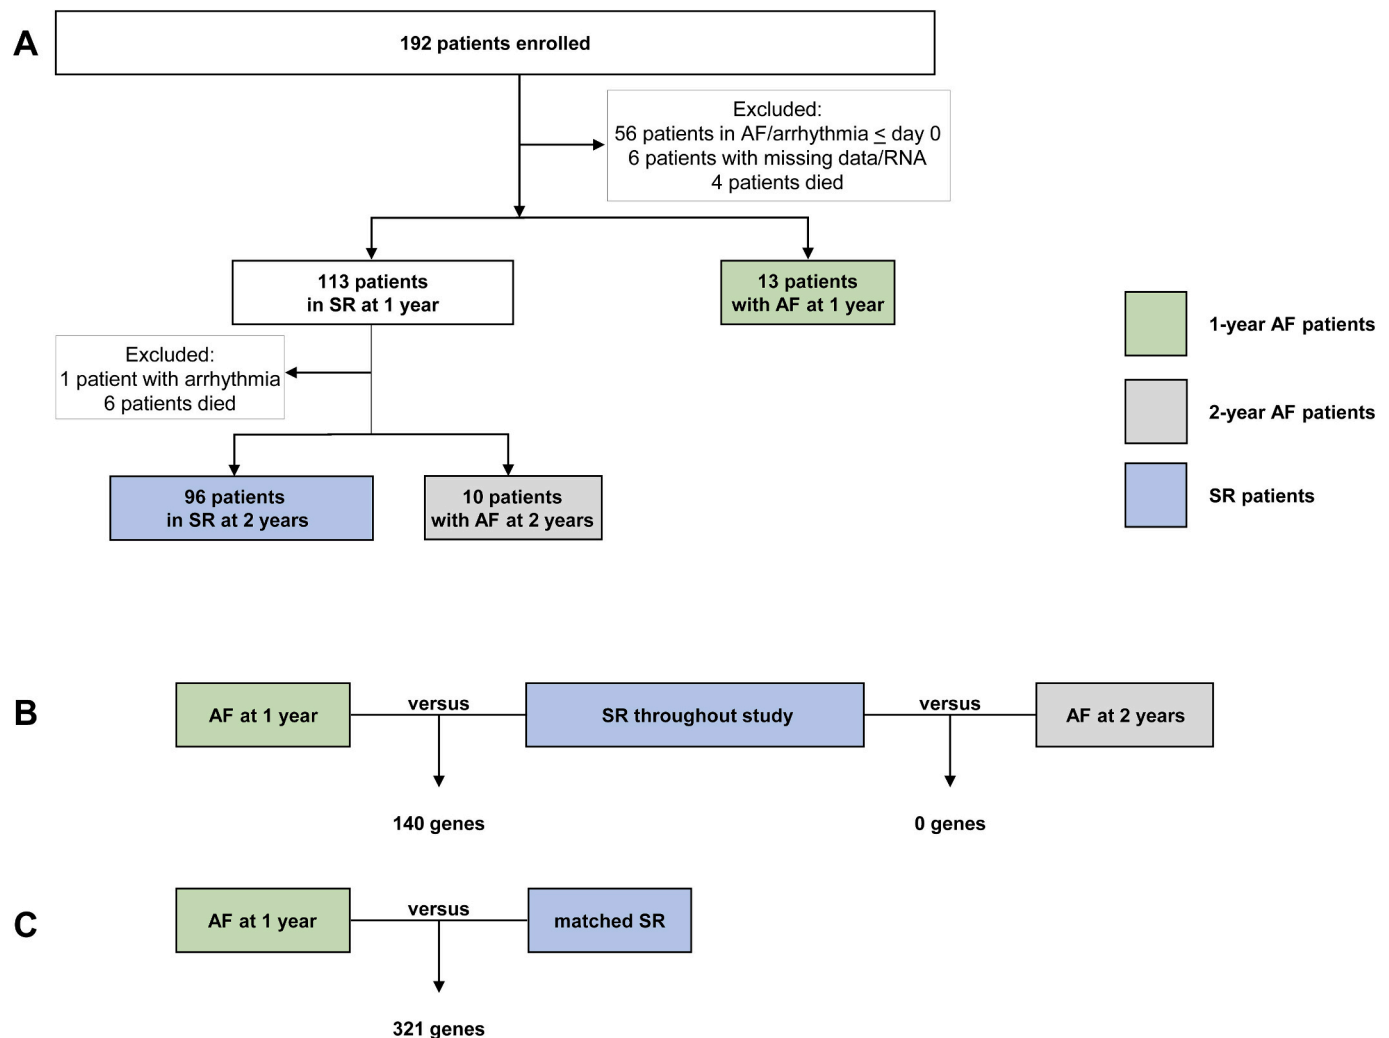 A
192 patients enrolled
Excluded:
56 patients in AF/arrhythmia ≤ day 0
6 patients with missing data/RNA
4 patients died
113 patients
in SR at 1 year
13 patients
with AF at 1 year
Excluded:
1 patient with arrhythmia
6 patients died
96 patients
in SR at 2 years
10 patients
with AF at 2 years
1-year AF patients
2-year AF patients
SR patients
B
AF at 1 year
versus
SR throughout study
versus
AF at 2 years
140 genes
0 genes
C
AF at 1 year
versus
matched SR
321 genes